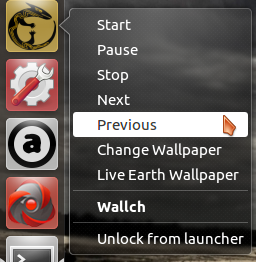 Start
Pause
Stop
Next
Previous
Change Wallpaper
Live Earth Wallpaper
Wallch
Unlock from launcher